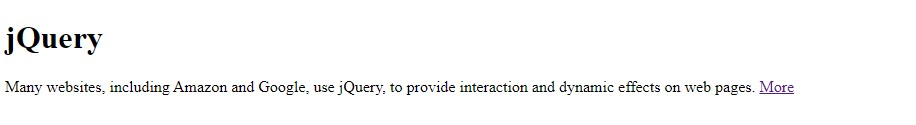 jQuery
Many websites, including Amazon and Google, use jQuery, to provide interaction and dynamic effects on web pages. More